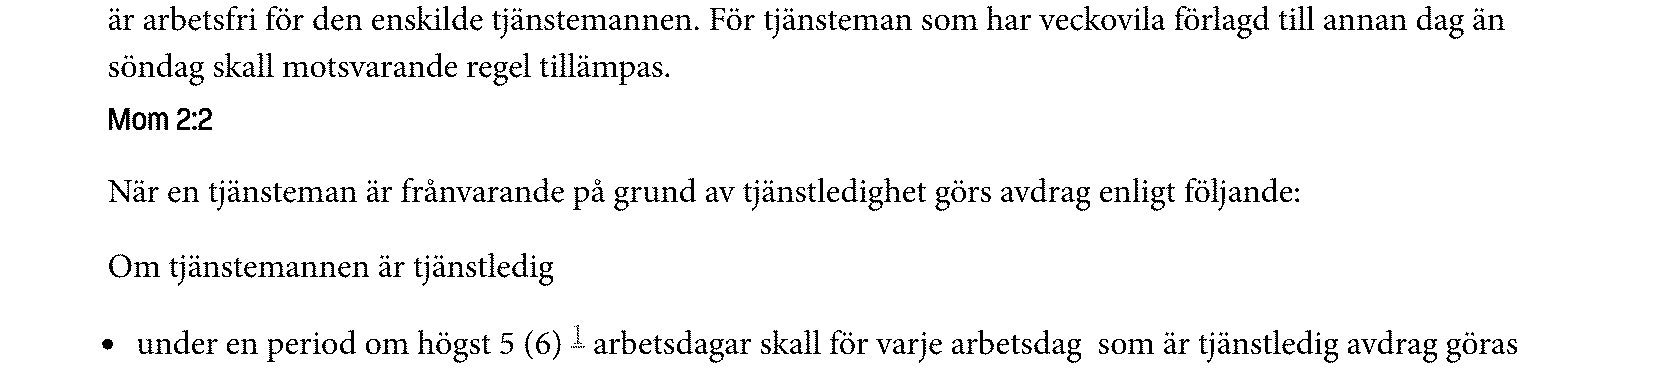 är arbetsfri för den enskilde tjänstemannen. För tjänsteman som har veckovila förlagd till annan dag än
söndag skall motsvarande regel tillämpas.
Mom 2:2
När en tjänsteman är frånvarande på grund av tjänstledighet görs avdrag enligt följande:
Om tjänstemannen är tjänstledig
• under en period om högst 5 (6) 1 arbetsdagar skall för varje arbetsdag  som är tjänstledig avdrag göras